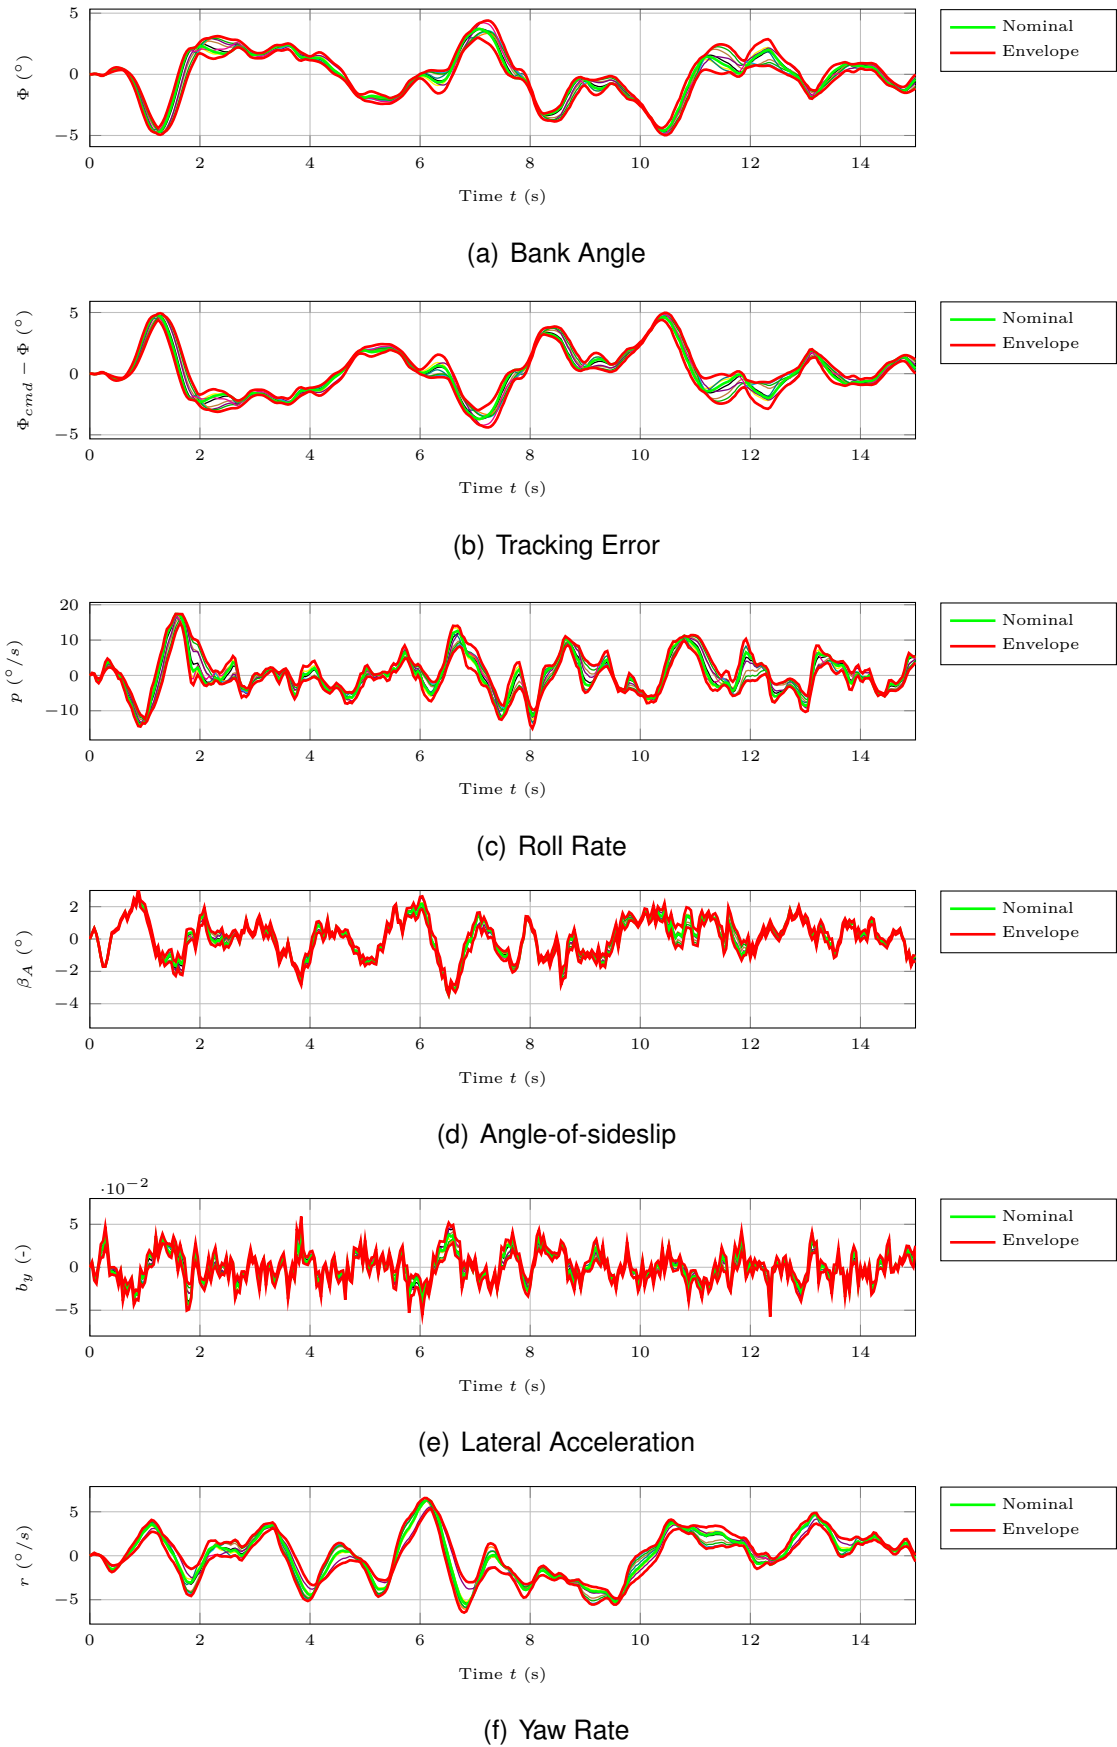 5
0
−5
Φ (°)
0 2 4 6 8 10 12 14
Time t (s)
Nominal
Envelope
(a) Bank Angle
5
0
−5
Φcmd − Φ (°)
0 2 4 6 8 10 12 14
Time t (s)
Nominal
Envelope
(b) Tracking Error
20
10
0
−10
p (°/s)
0 2 4 6 8 10 12 14
Time t (s)
Nominal
Envelope
(c) Roll Rate
2
0
−2
−4
βA (°)
0 2 4 6 8 10 12 14
Time t (s)
Nominal
Envelope
(d) Angle-of-sideslip
·10−2
5
0
−5
by (-)
0 2 4 6 8 10 12 14
Time t (s)
Nominal
Envelope
(e) Lateral Acceleration
5
0
−5
r (°/s)
0 2 4 6 8 10 12 14
Time t (s)
Nominal
Envelope
(f) Yaw Rate